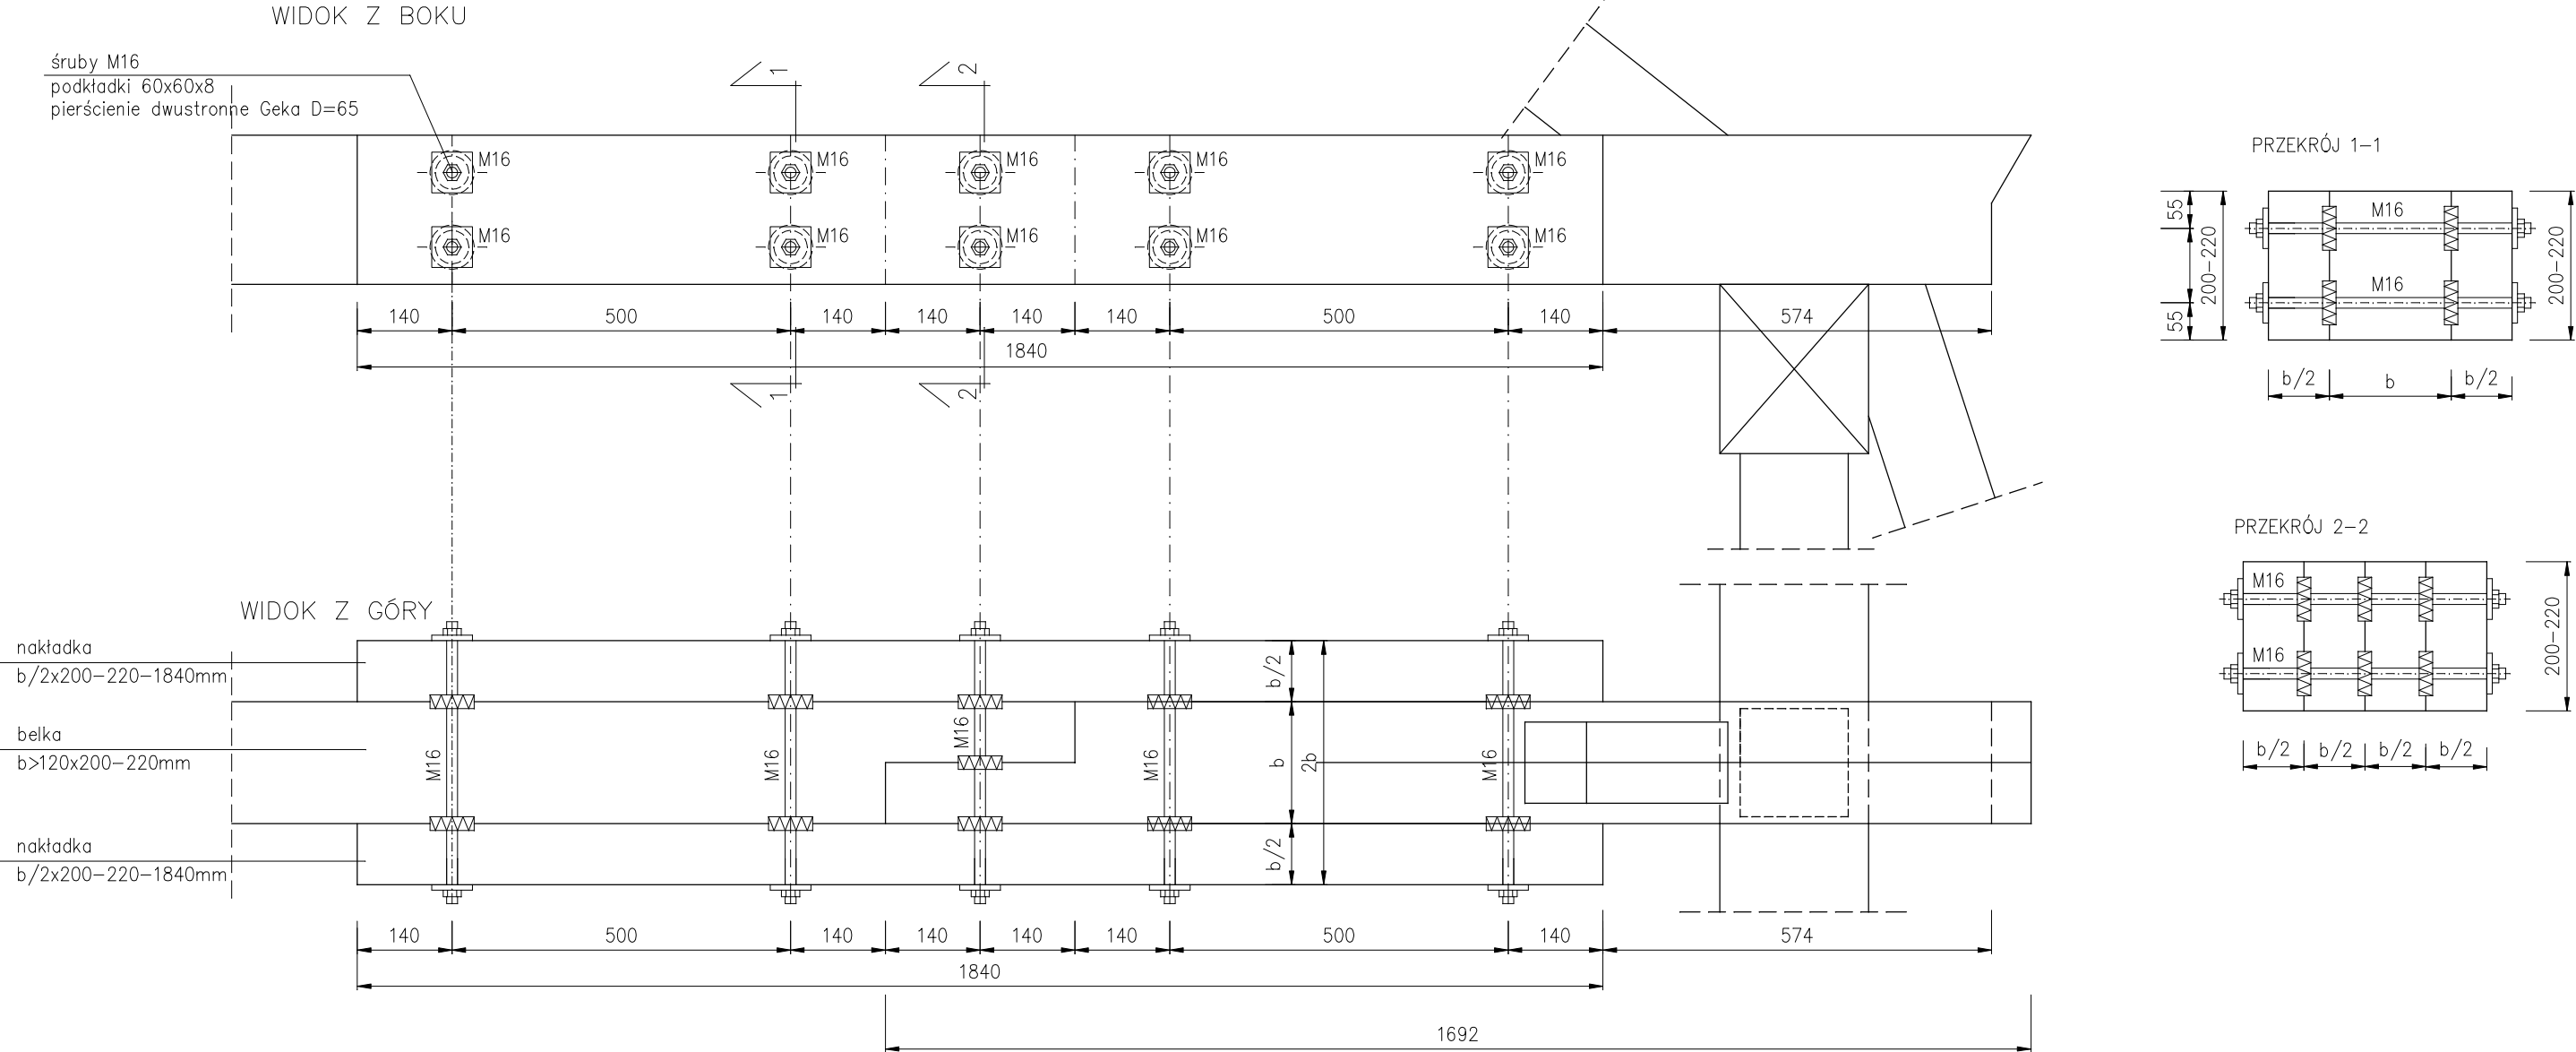 WIDOK Z BOKU
śruby M16
podkładki 60x60x8
pierścienie dwustronne Geka D=65
1 2
M16 M16 M16 M16 M16
M16 M16 M16 M16 M16
140 500 140 140 140 140 500 140 574
1840
1 2
PRZEKRÓJ 1-1
55
200-220
55
M16
M16
200-220
b/2 b b/2
PRZEKRÓJ 2-2
M16
M16
200-220
b/2 b/2 b/2 b/2
WIDOK Z GÓRY
nakładka
b/2x200-220-1840mm
belka
b>120x200-220mm
nakładka
b/2x200-220-1840mm
M16 M16 M16 M16 M16
b/2
b
2b
b/2
140 500 140 140 140 140 500 140 574
1840
1692